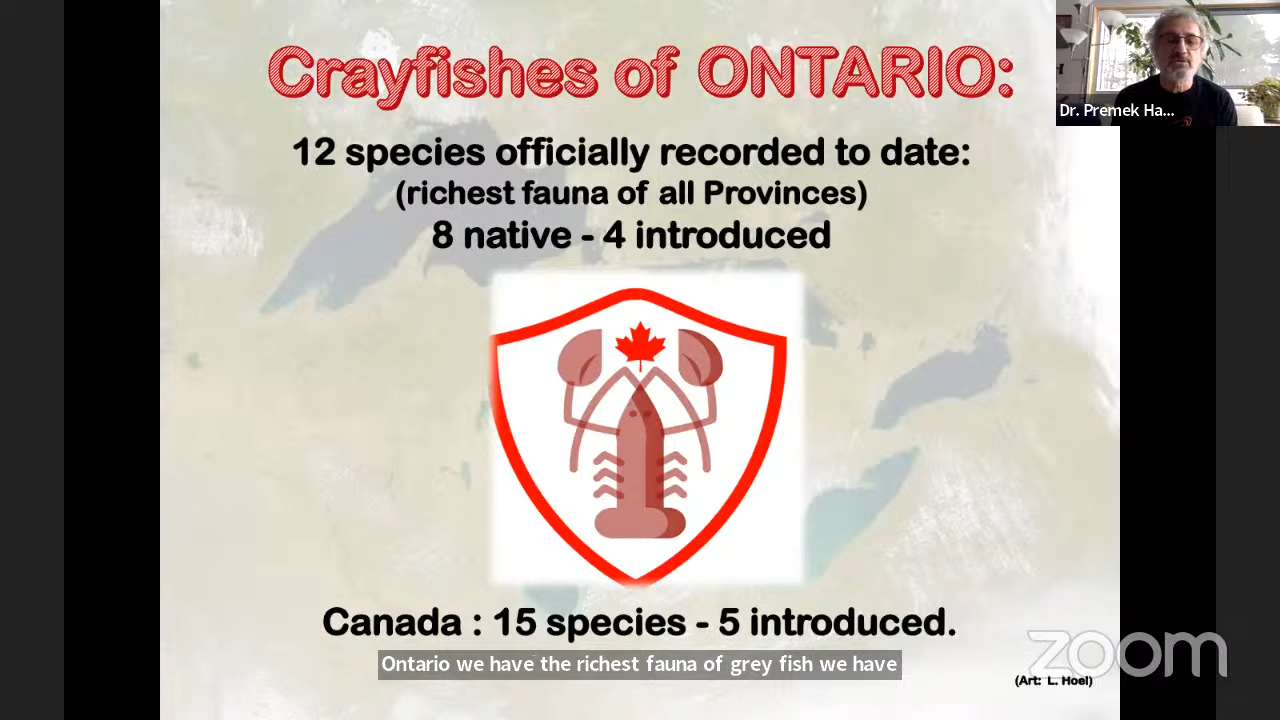 Crayfishes of ONTARIO:
Dr. Premek Ha...
12 species officially recorded to date:
(richest fauna of all Provinces)
8 native - 4 introduced
Canada : 15 species - 5 introduced.
Ontario we have the richest fauna of grey fish we have
zoom
(Art: L. Hoel)